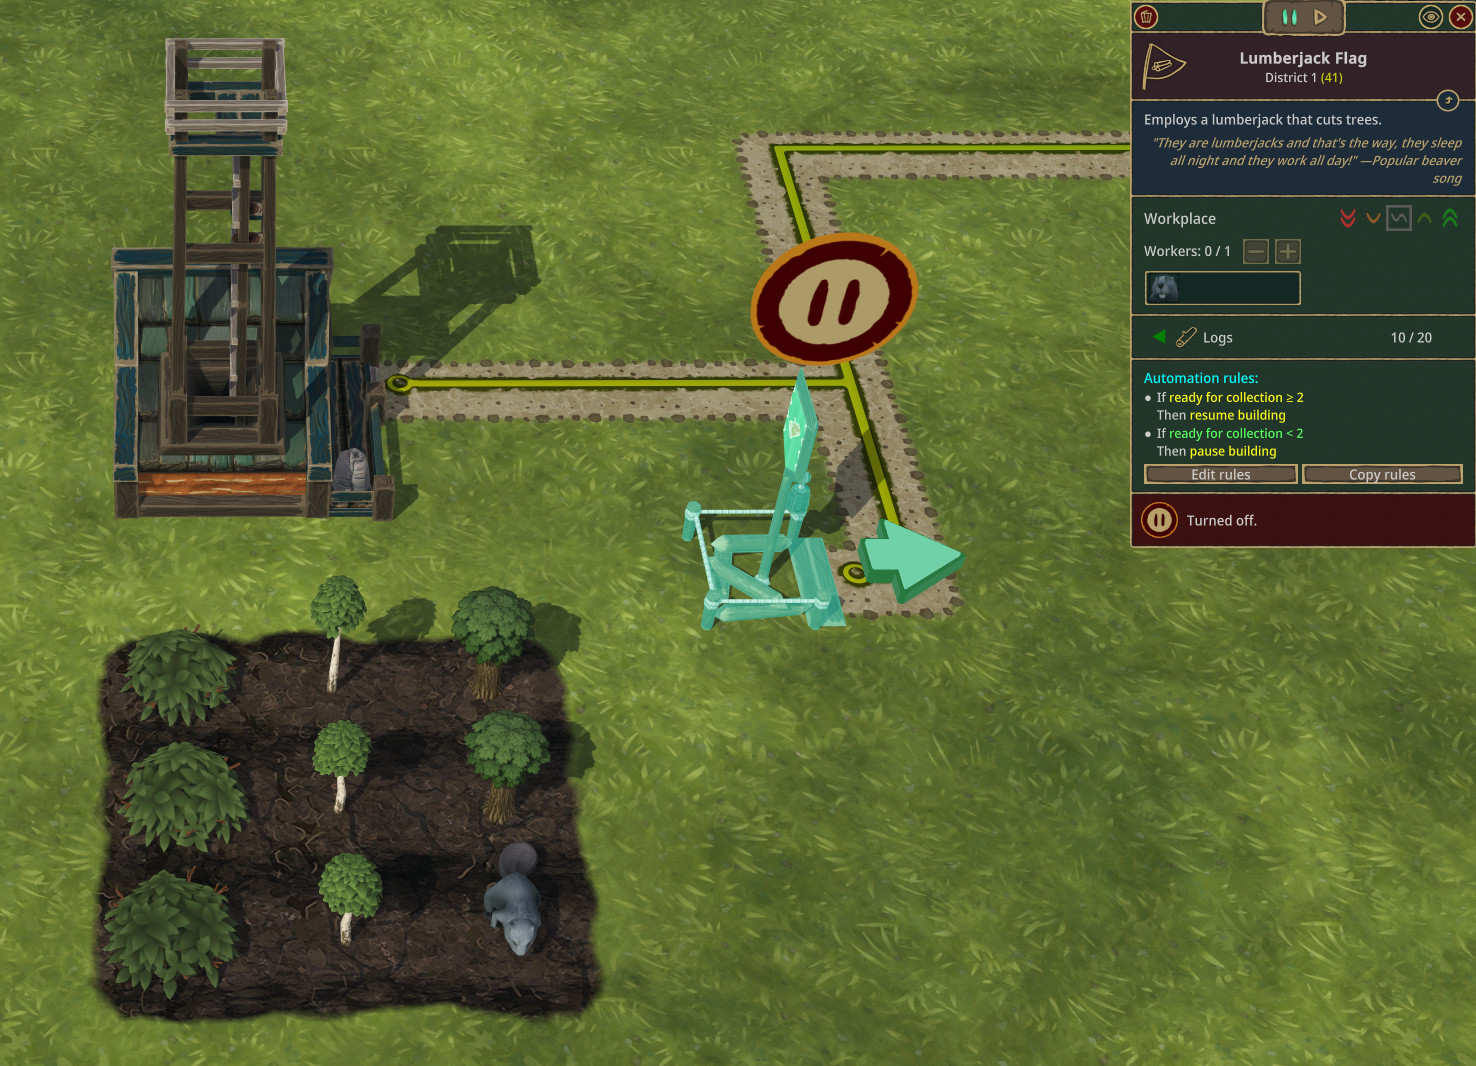 Lumberjack Flag
District 1 (41)
Employs a lumberjack that cuts trees.
"They are lumberjacks and that's the way, they sleep
all night and they work all day!" —Popular beaver
song
Workplace
Workers: 0 / 1
Logs 10 / 20
Automation rules:
● If ready for collection ≥ 2
Then resume building
● If ready for collection < 2
Then pause building
Edit rules Copy rules
Turned off.